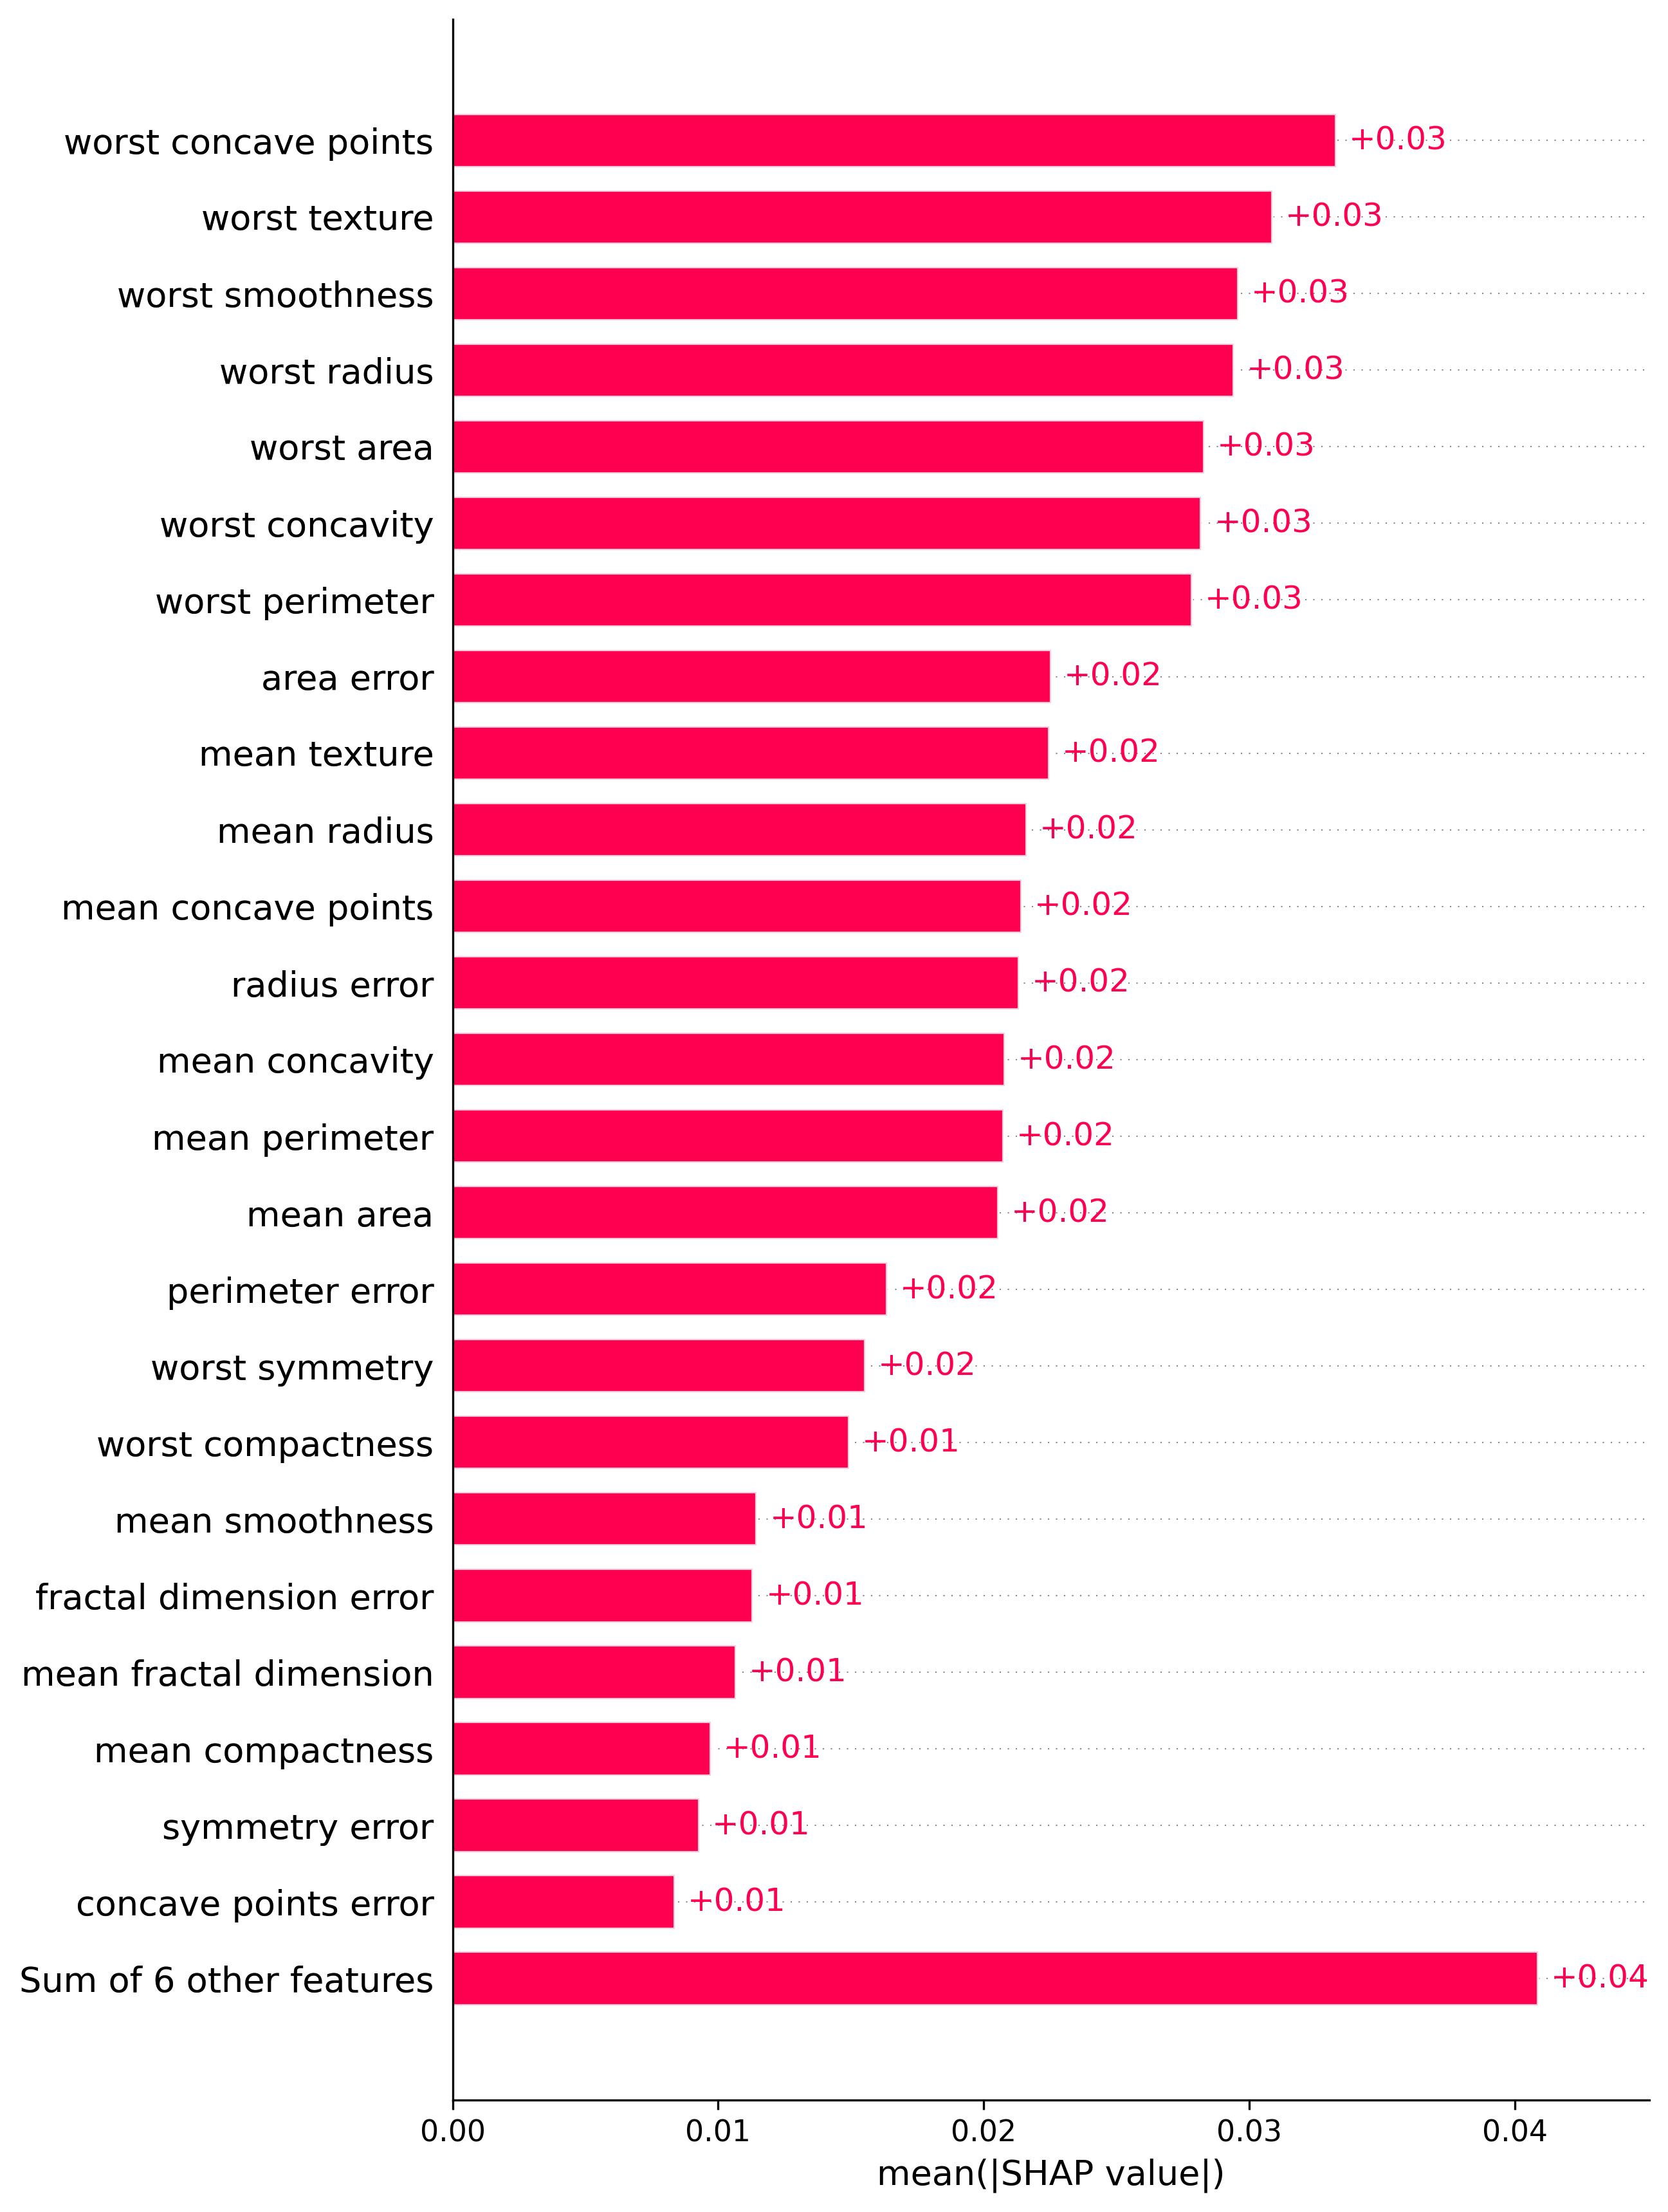 worst concave points +0.03
worst texture +0.03
worst smoothness +0.03
worst radius +0.03
worst area +0.03
worst concavity +0.03
worst perimeter +0.03
area error +0.02
mean texture +0.02
mean radius +0.02
mean concave points +0.02
radius error +0.02
mean concavity +0.02
mean perimeter +0.02
mean area +0.02
perimeter error +0.02
worst symmetry +0.02
worst compactness +0.01
mean smoothness +0.01
fractal dimension error +0.01
mean fractal dimension +0.01
mean compactness +0.01
symmetry error +0.01
concave points error +0.01
Sum of 6 other features +0.04
0.00 0.01 0.02 0.03 0.04
mean(|SHAP value|)